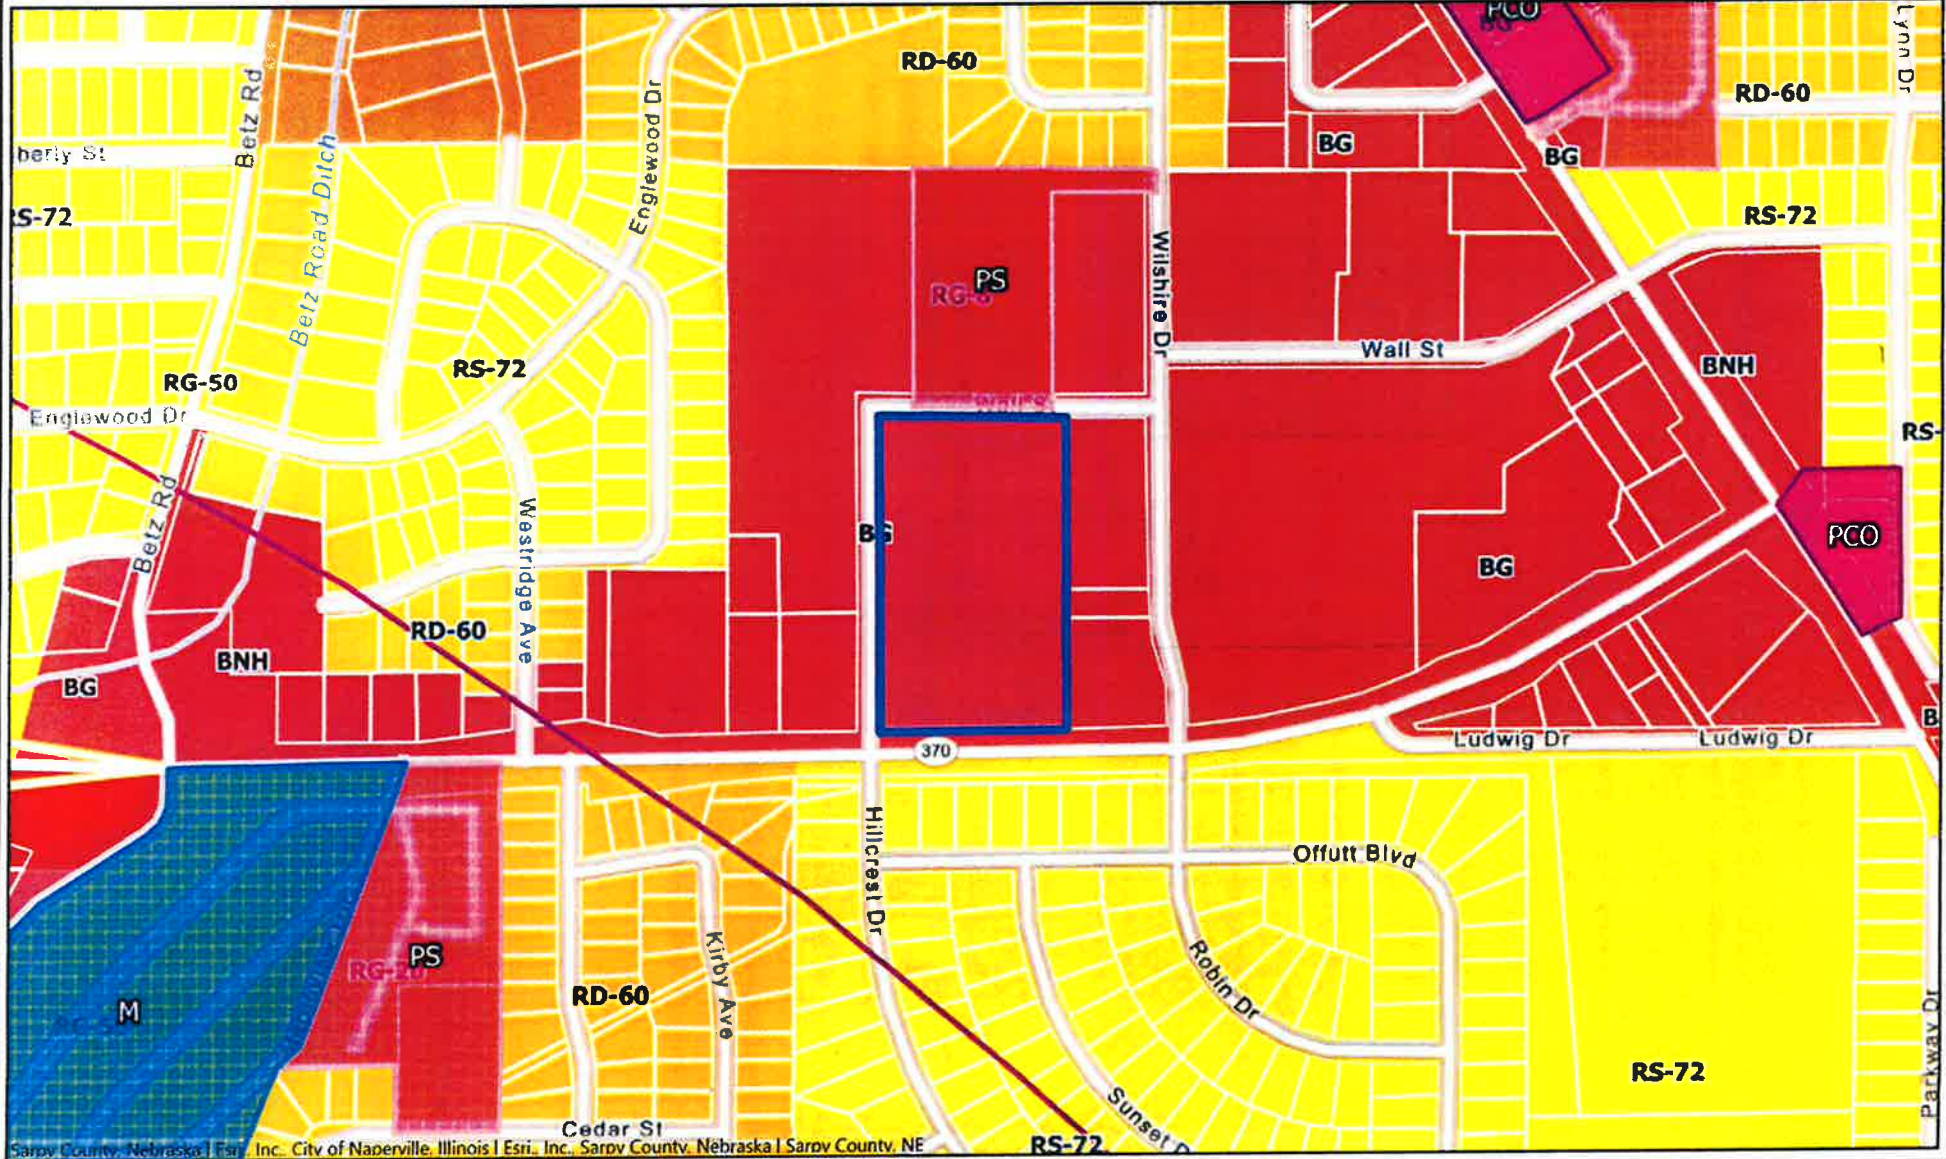 PCO
Lynn Dr
RD-60
Betz Rd
Englewood Dr
RD-60
berly St
BG
BG
Betz Road Ditch
RS-72
RS-72
PS
Wilshire Dr
Wall St
RS-72
BNH
RG-50
Englewood Dr
RS-
Betz Rd
Westridge Ave
BG
PCO
BG
RD-60
BNH
BG
370
Ludwig Dr
Ludwig Dr
Hillcrest Dr
Offutt Blvd
PS
Kirby Ave
RD-60
Robin Dr
M
RS-72
Parkway Dr
Sunset D
Cedar St
RS-72
Sarpy County, Nebraska | Esri, Inc., City of Naperville, Illinois | Esri., Inc., Sarpy County, Nebraska | Sarpy County, NE